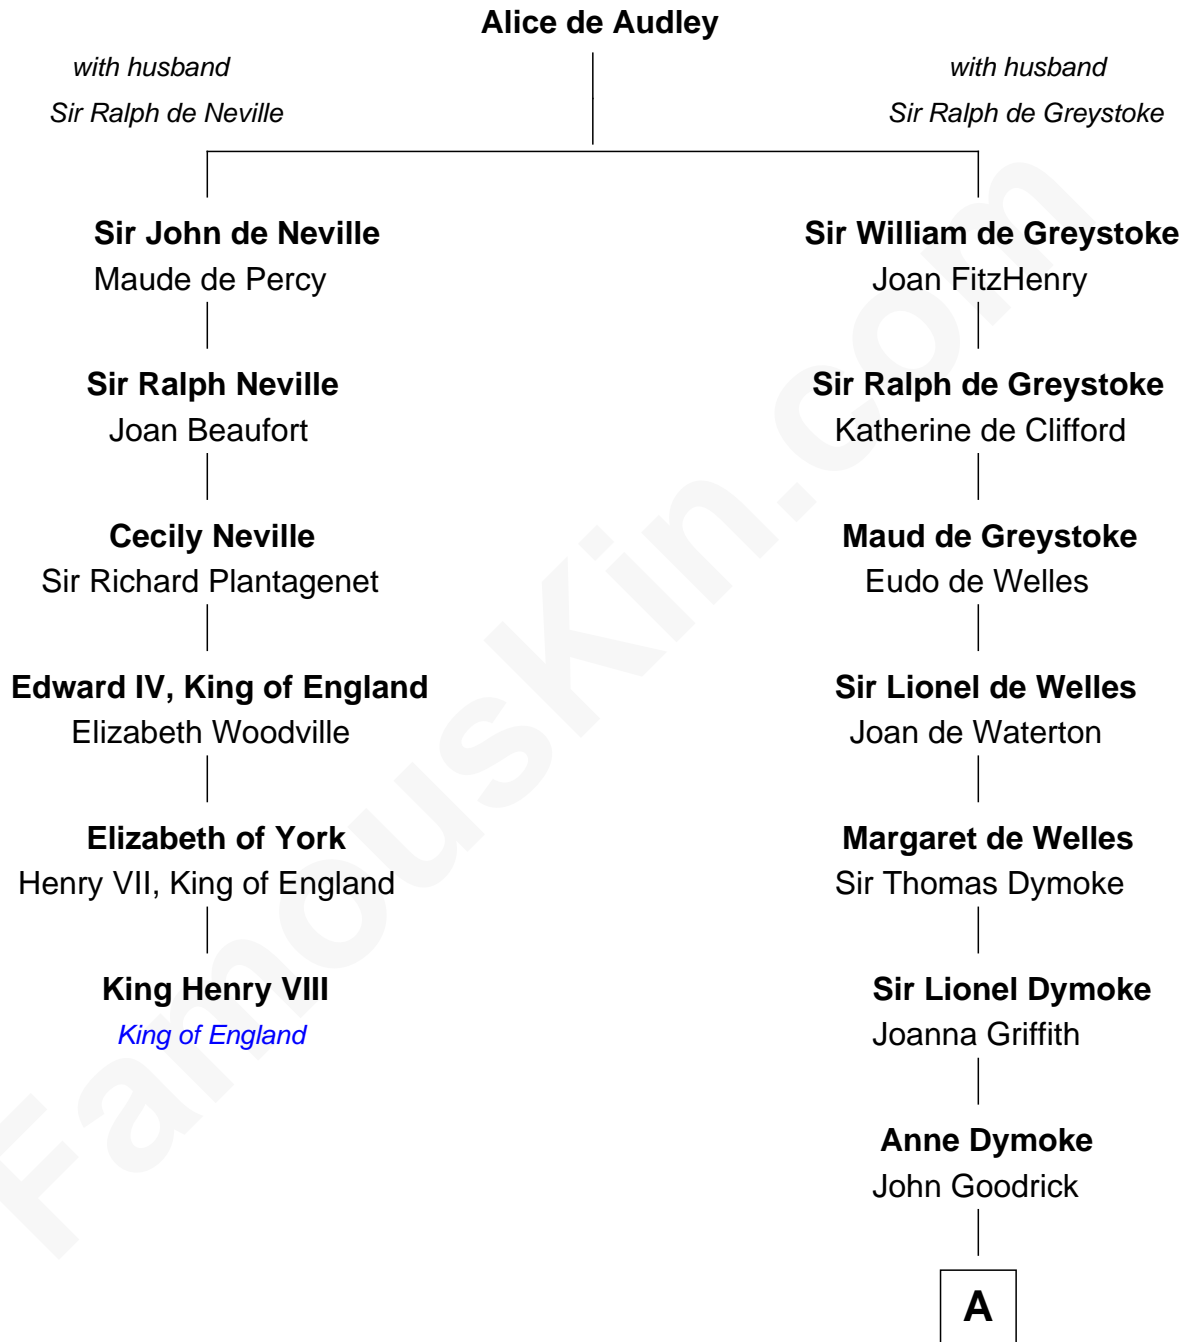 Alice de Audley
with husband
Sir Ralph de Neville
with husband
Sir Ralph de Greystoke
Sir John de Neville
Maude de Percy
Sir William de Greystoke
Joan FitzHenry
Sir Ralph Neville
Joan Beaufort
Sir Ralph de Greystoke
Katherine de Clifford
Cecily Neville
Sir Richard Plantagenet
Maud de Greystoke
Eudo de Welles
Edward IV, King of England
Elizabeth Woodville
Sir Lionel de Welles
Joan de Waterton
Elizabeth of York
Henry VII, King of England
Margaret de Welles
Sir Thomas Dymoke
King Henry VIII
King of England
Sir Lionel Dymoke
Joanna Griffith
Anne Dymoke
John Goodrick
A
FamousKin.com